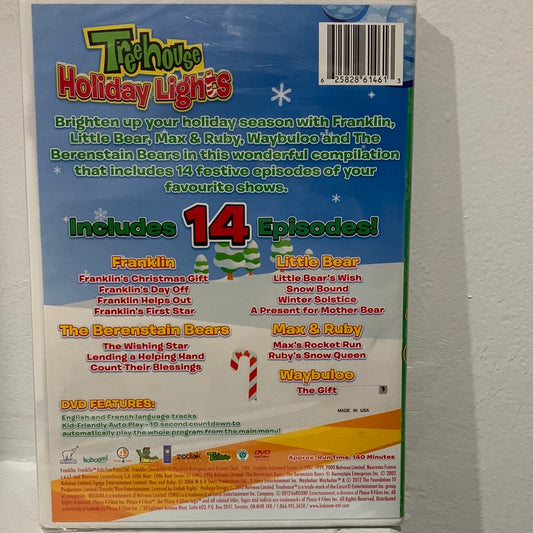 Treehouse
Holiday Lights
6 25828 61461 3
Brighten up your holiday season with Franklin,
Little Bear, Max & Ruby, Waybuloo and The
Berenstain Bears in this wonderful compilation
that includes 14 festive episodes of your
favourite shows.
Includes 14 Episodes!
Franklin
Franklin's Christmas Gift
Franklin's Day Off
Franklin Helps Out
Franklin's First Star
The Berenstain Bears
The Wishing Star
Lending a Helping Hand
Count Their Blessings
Little Bear
Little Bear's Wish
Snow Bound
Winter Solstice
A Present for Mother Bear
Max & Ruby
Max's Rocket Run
Ruby's Snow Queen
Waybuloo
The Gift
MADE IN USA
DVD FEATURES:
English and French language tracks
Kid-Friendly Auto Play - 10 second countdown to
automatically play the whole program from the main menu.
kaboom!
zodiak
Treehouse
DVD
Approx. Run Time: 140 Minutes